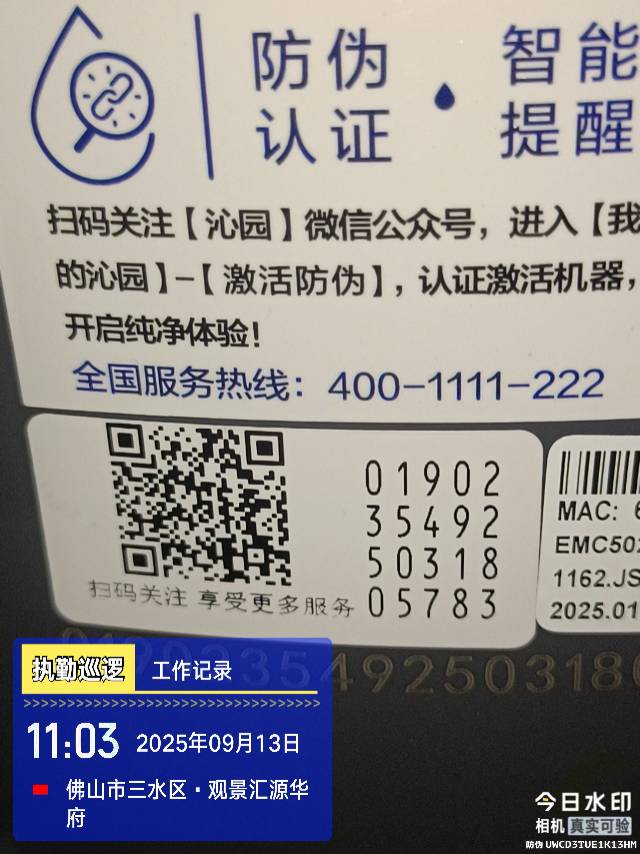 防伪 智能
认证 · 提醒
扫码关注【沁园】微信公众号，进入【我
的沁园】-【激活防伪】，认证激活机器，
开启纯净体验！
全国服务热线：400-1111-222
01902
35492
50318
05783
扫码关注 享受更多服务
MAC: 6
EMC502
1162.JS
2025.01
0190235492503180
执勤巡逻 工作记录
11:03 2025年09月13日
佛山市三水区·观景汇源华
府
今日水印
相机 真实可验
防伪 UWCD3TUE1K13HM